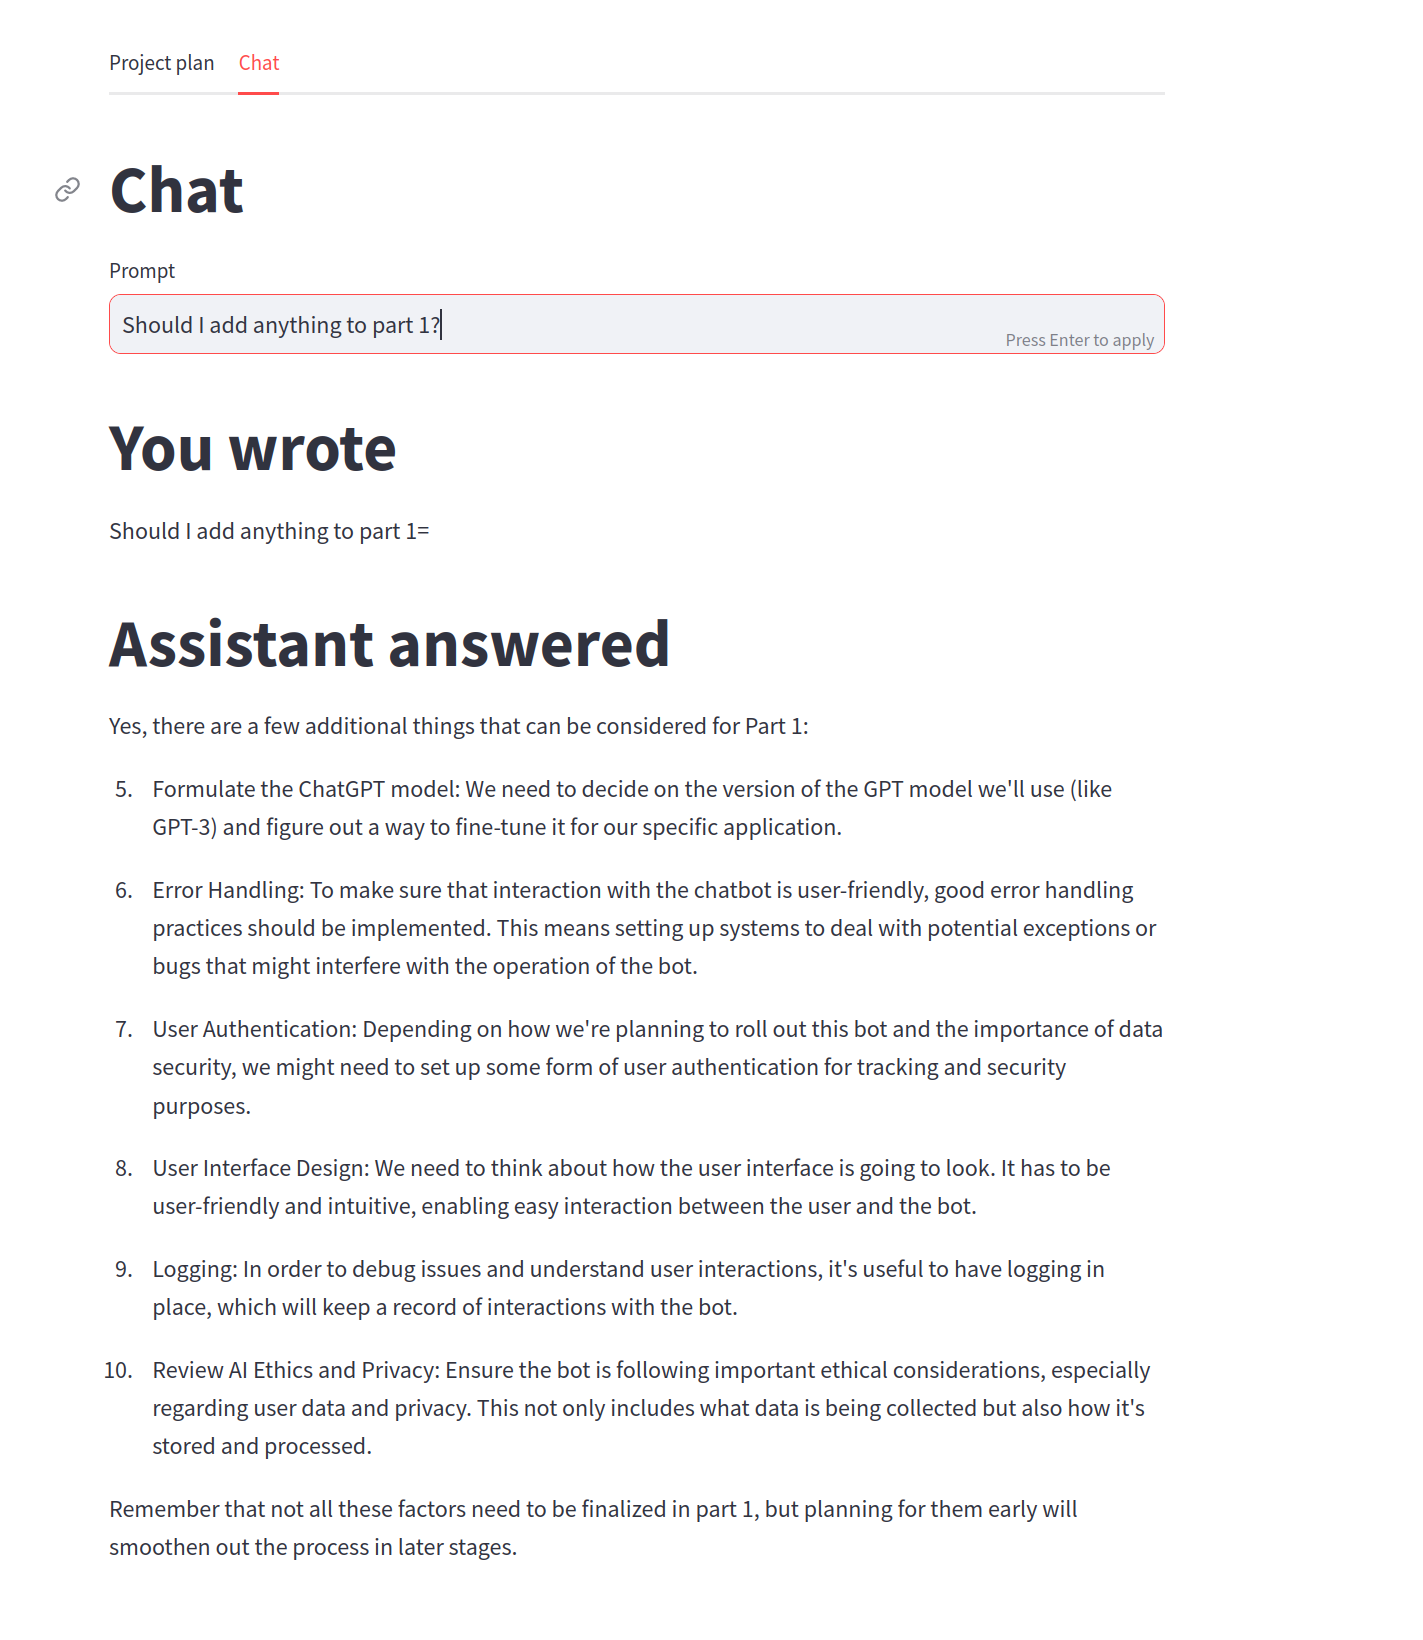 Project plan Chat
Chat
Prompt
Should I add anything to part 1?
Press Enter to apply
You wrote
Should I add anything to part 1=
Assistant answered
Yes, there are a few additional things that can be considered for Part 1:
5. Formulate the ChatGPT model: We need to decide on the version of the GPT model we'll use (like
GPT-3) and figure out a way to fine-tune it for our specific application.
6. Error Handling: To make sure that interaction with the chatbot is user-friendly, good error handling
practices should be implemented. This means setting up systems to deal with potential exceptions or
bugs that might interfere with the operation of the bot.
7. User Authentication: Depending on how we're planning to roll out this bot and the importance of data
security, we might need to set up some form of user authentication for tracking and security
purposes.
8. User Interface Design: We need to think about how the user interface is going to look. It has to be
user-friendly and intuitive, enabling easy interaction between the user and the bot.
9. Logging: In order to debug issues and understand user interactions, it's useful to have logging in
place, which will keep a record of interactions with the bot.
10. Review AI Ethics and Privacy: Ensure the bot is following important ethical considerations, especially
regarding user data and privacy. This not only includes what data is being collected but also how it's
stored and processed.
Remember that not all these factors need to be finalized in part 1, but planning for them early will
smoothen out the process in later stages.